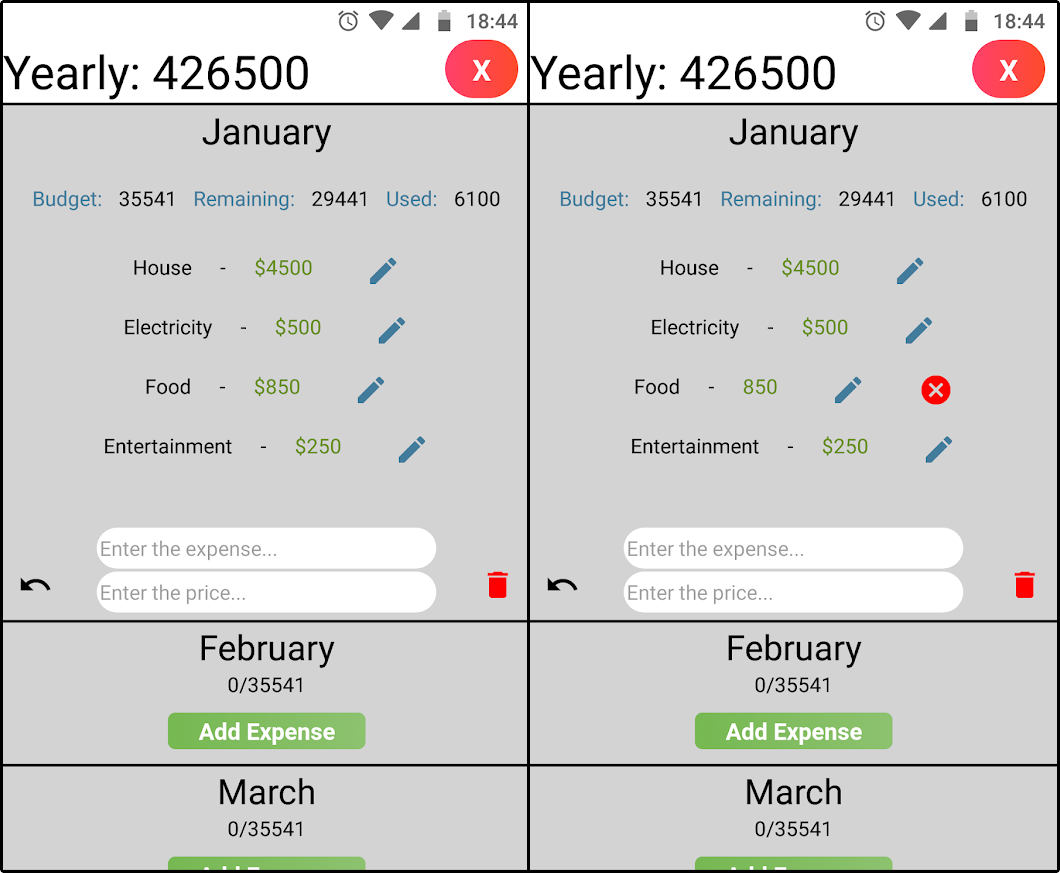 18:44
Yearly: 426500 X
January
Budget: 35541 Remaining: 29441 Used: 6100
House - $4500
Electricity - $500
Food - $850
Entertainment - $250
Enter the expense...
Enter the price...
February
0/35541
Add Expense
March
0/35541
18:44
Yearly: 426500 X
January
Budget: 35541 Remaining: 29441 Used: 6100
House - $4500
Electricity - $500
Food - 850
Entertainment - $250
Enter the expense...
Enter the price...
February
0/35541
Add Expense
March
0/35541